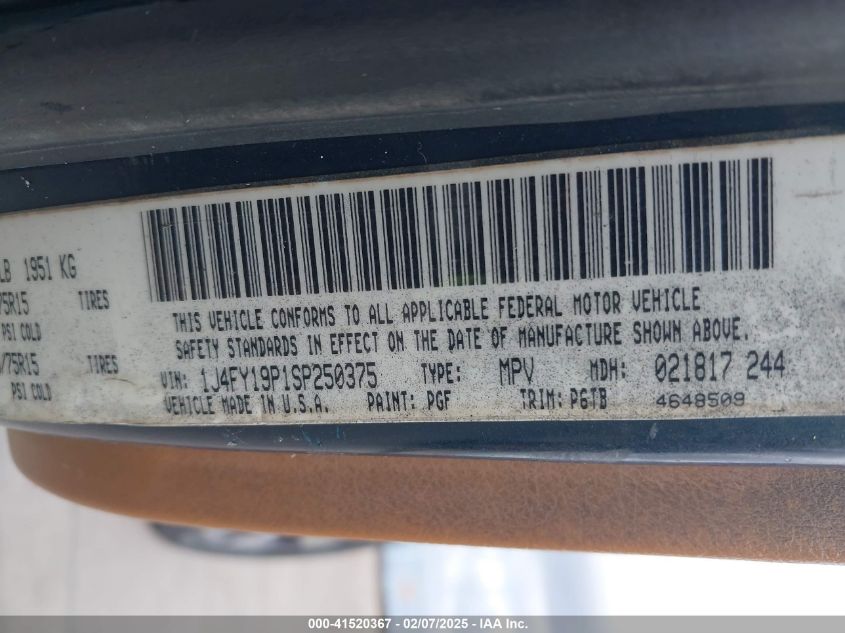 LB 1951 KG
75R15 TIRES
PSI COLD
/75R15 TIRES
PSI COLD
THIS VEHICLE CONFORMS TO ALL APPLICABLE FEDERAL MOTOR VEHICLE
SAFETY STANDARDS IN EFFECT ON THE DATE OF MANUFACTURE SHOWN ABOVE.
VIN: 1J4FY19P1SP250375 TYPE: MPV MDH: 021817 244
VEHICLE MADE IN U.S.A. PAINT: PGF TRIM: P6TB 4648509
000-41520367 - 02/07/2025 - IAA Inc.